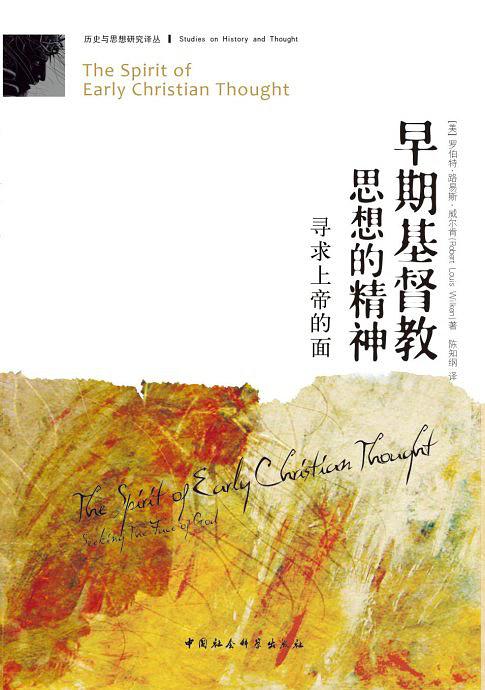 历史与思想研究译丛 ▌ Studies on History and Thought
The Spirit of
Early Christian Thought
早期基督教
思想的精神
寻求上帝的面
[美] 罗伯特·路易斯·威尔肯(Robert Louis Wilken)著 陈知纲 译
The Spirit of Early Christian Thought
Seeking the Face of God
中国社会科学出版社